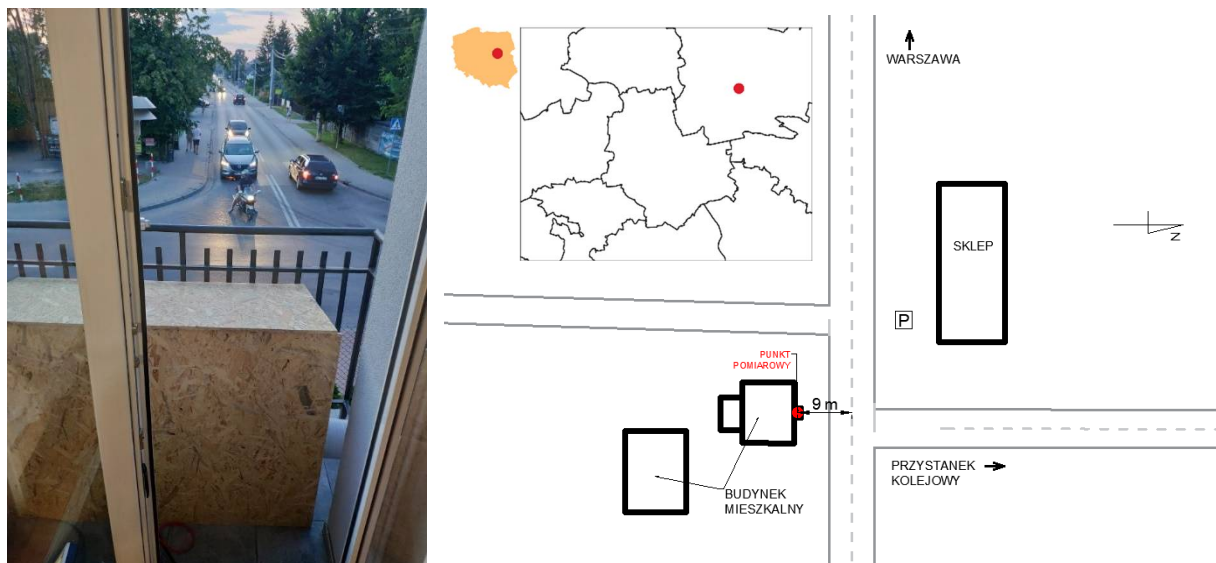 WARSZAWA
SKLEP
N
P
PUNKT
POMIAROWY
9 m
BUDYNEK
MIESZKALNY
PRZYSTANEK
KOLEJOWY